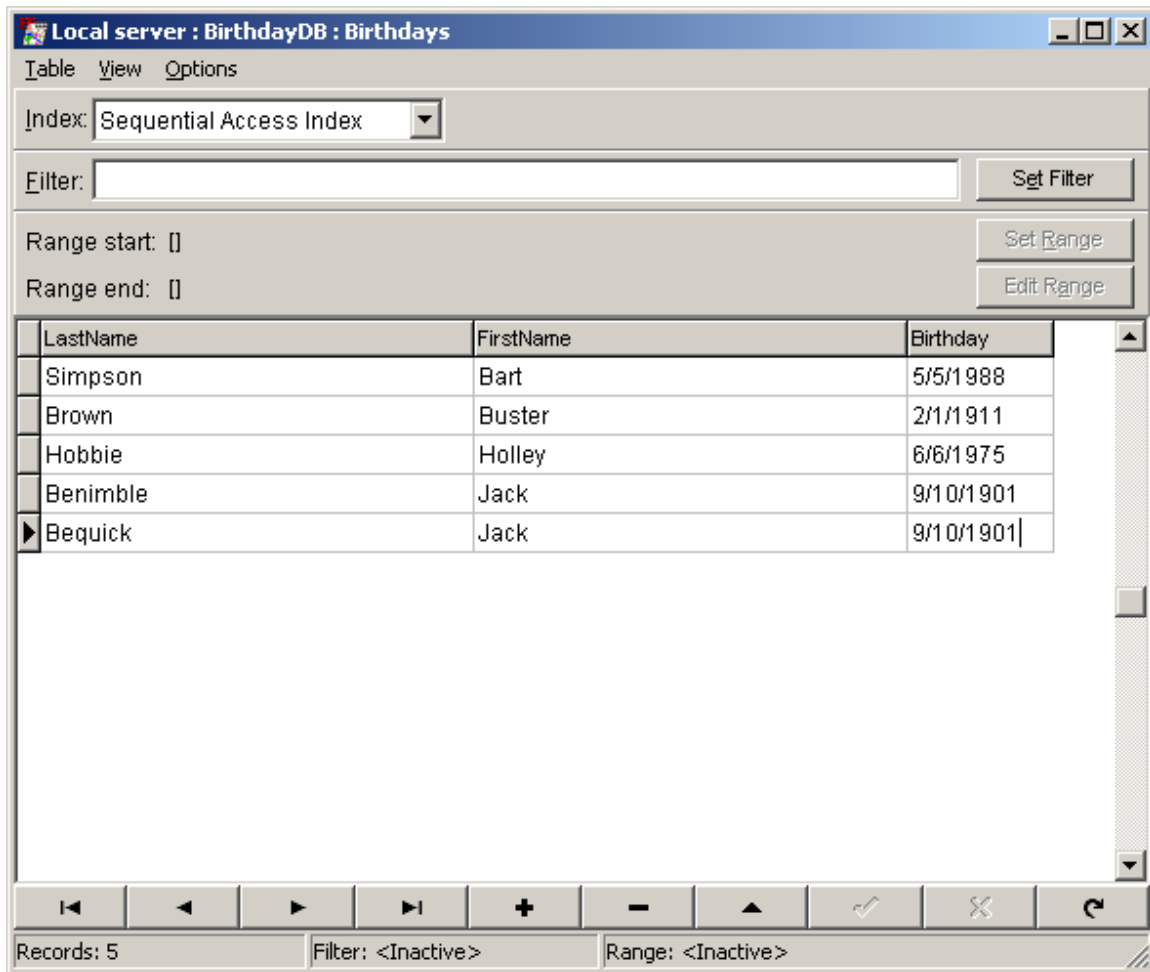 Local server : BirthdayDB : Birthdays
Table View Options
Index: Sequential Access Index
Filter: Set Filter
Range start: [] Set Range
Range end: [] Edit Range
LastName FirstName Birthday
Simpson Bart 5/5/1988
Brown Buster 2/1/1911
Hobbie Holley 6/6/1975
Benimble Jack 9/10/1901
Bequick Jack 9/10/1901
Records: 5 Filter: <Inactive> Range: <Inactive>